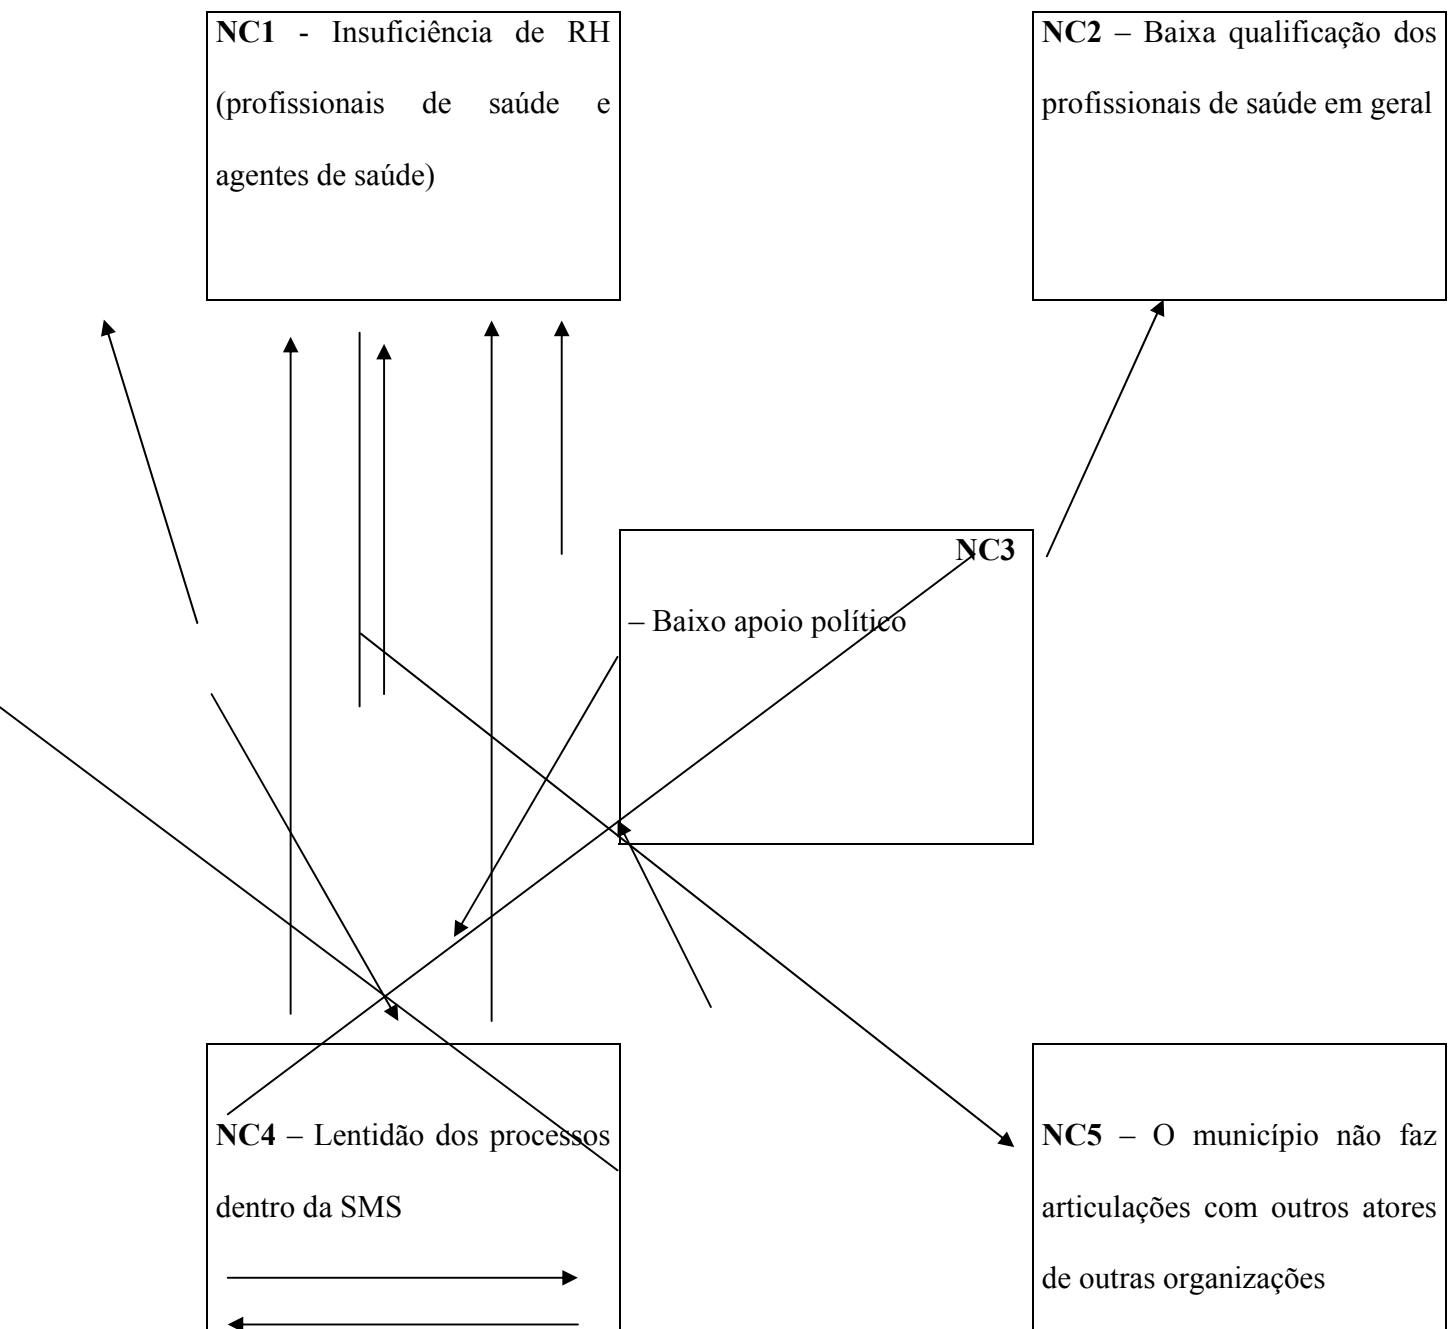 NC1 - Insuficiência de RH
(profissionais de saúde e
agentes de saúde)
NC2 – Baixa qualificação dos
profissionais de saúde em geral
NC3
– Baixo apoio político
NC4 – Lentidão dos processos
dentro da SMS
NC5 – O município não faz
articulações com outros atores
de outras organizações